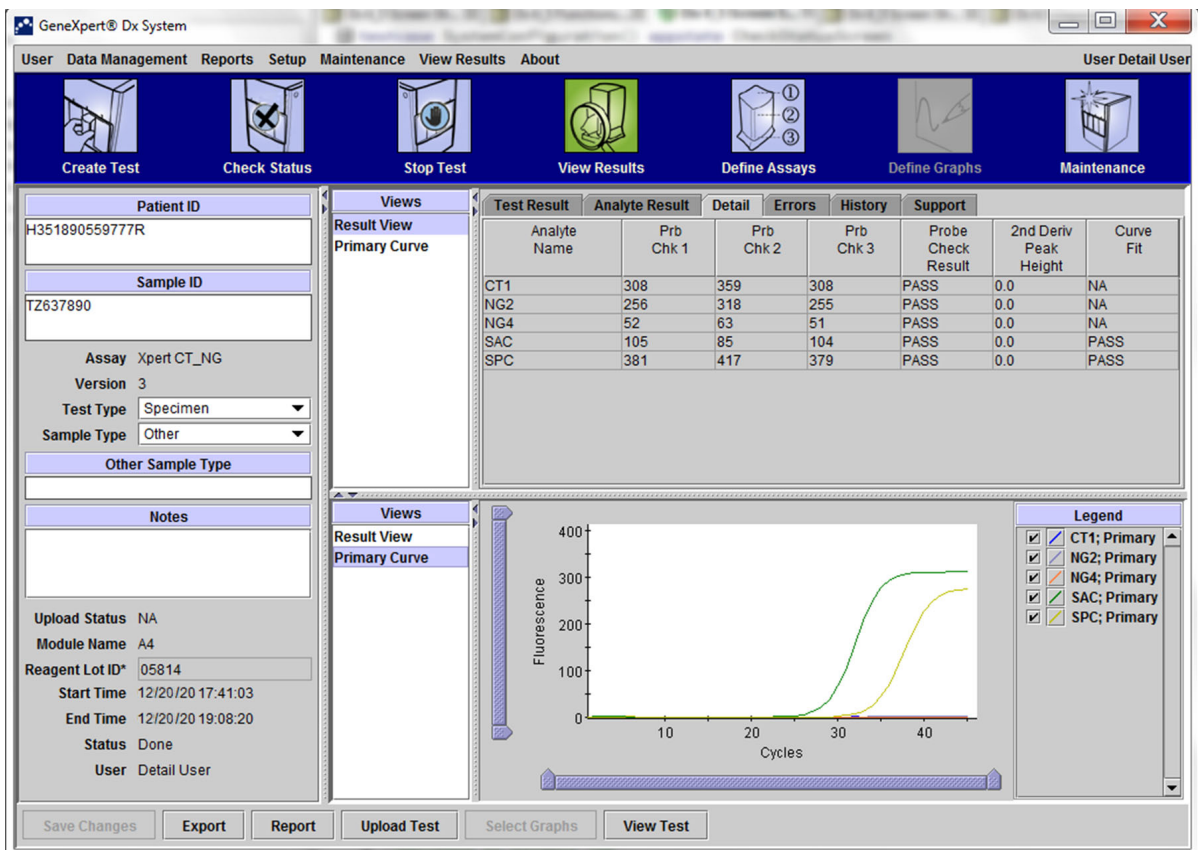 GeneXpert® Dx System
User Data Management Reports Setup Maintenance View Results About User Detail User
Create Test Check Status Stop Test View Results Define Assays Define Graphs Maintenance
① ② ③
Patient ID
H351890559777R
Sample ID
TZ637890
Assay Xpert CT_NG
Version 3
Test Type Specimen
Sample Type Other
Other Sample Type
Notes
Upload Status NA
Module Name A4
Reagent Lot ID* 05814
Start Time 12/20/20 17:41:03
End Time 12/20/20 19:08:20
Status Done
User Detail User
Views
Result View
Primary Curve
Test Result Analyte Result Detail Errors History Support
Analyte Name Prb Chk 1 Prb Chk 2 Prb Chk 3 Probe Check Result 2nd Deriv Peak Height Curve Fit
CT1 308 359 308 PASS 0.0 NA
NG2 256 318 255 PASS 0.0 NA
NG4 52 63 51 PASS 0.0 NA
SAC 105 85 104 PASS 0.0 PASS
SPC 381 417 379 PASS 0.0 PASS
Views
Result View
Primary Curve
Fluorescence
400
300
200
100
0
10 20 30 40
Cycles
Legend
CT1; Primary
NG2; Primary
NG4; Primary
SAC; Primary
SPC; Primary
Save Changes Export Report Upload Test Select Graphs View Test